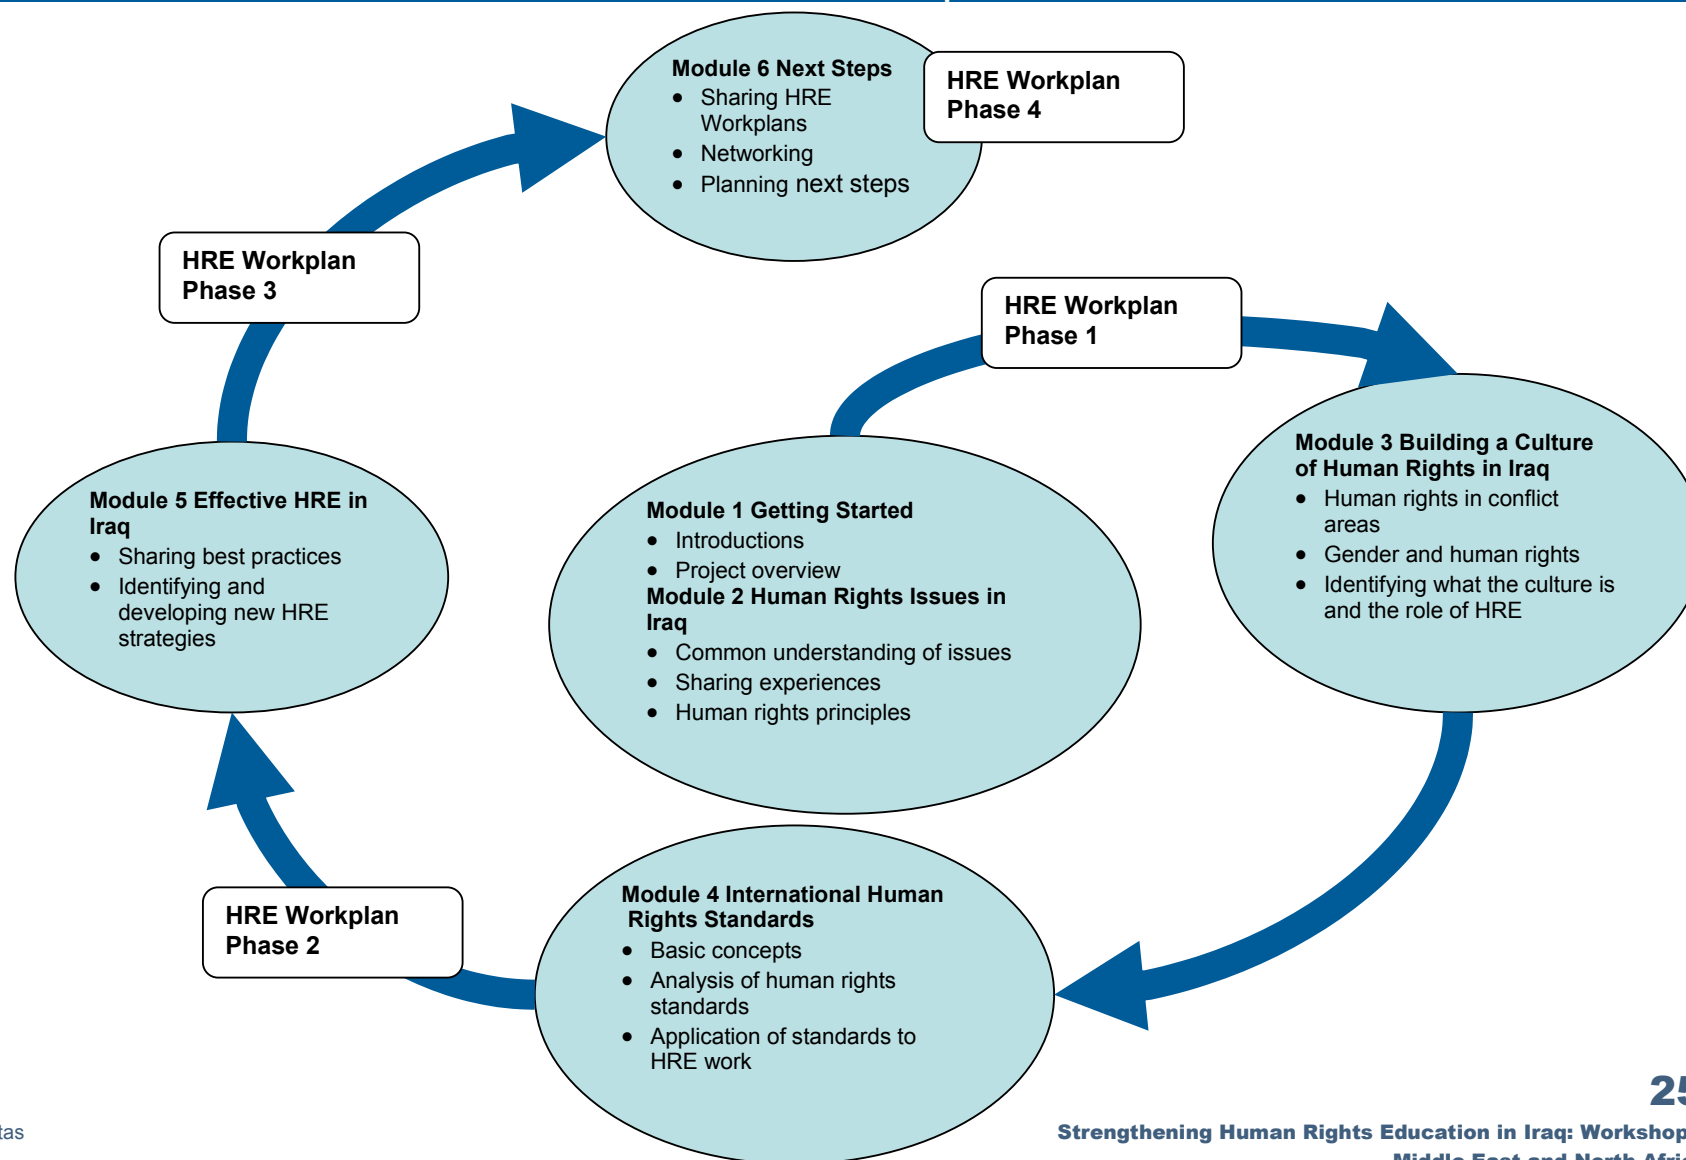 Module 6 Next Steps
• Sharing HRE
Workplans
• Networking
• Planning next steps
HRE Workplan
Phase 4
HRE Workplan
Phase 3
HRE Workplan
Phase 1
Module 3 Building a Culture
of Human Rights in Iraq
• Human rights in conflict
areas
• Gender and human rights
• Identifying what the culture is
and the role of HRE
Module 5 Effective HRE in
Iraq
• Sharing best practices
• Identifying and
developing new HRE
strategies
Module 1 Getting Started
• Introductions
• Project overview
Module 2 Human Rights Issues in
Iraq
• Common understanding of issues
• Sharing experiences
• Human rights principles
HRE Workplan
Phase 2
Module 4 International Human
Rights Standards
• Basic concepts
• Analysis of human rights
standards
• Application of standards to
HRE work
25
tas
Strengthening Human Rights Education in Iraq: Workshop
Middle East and North Afric